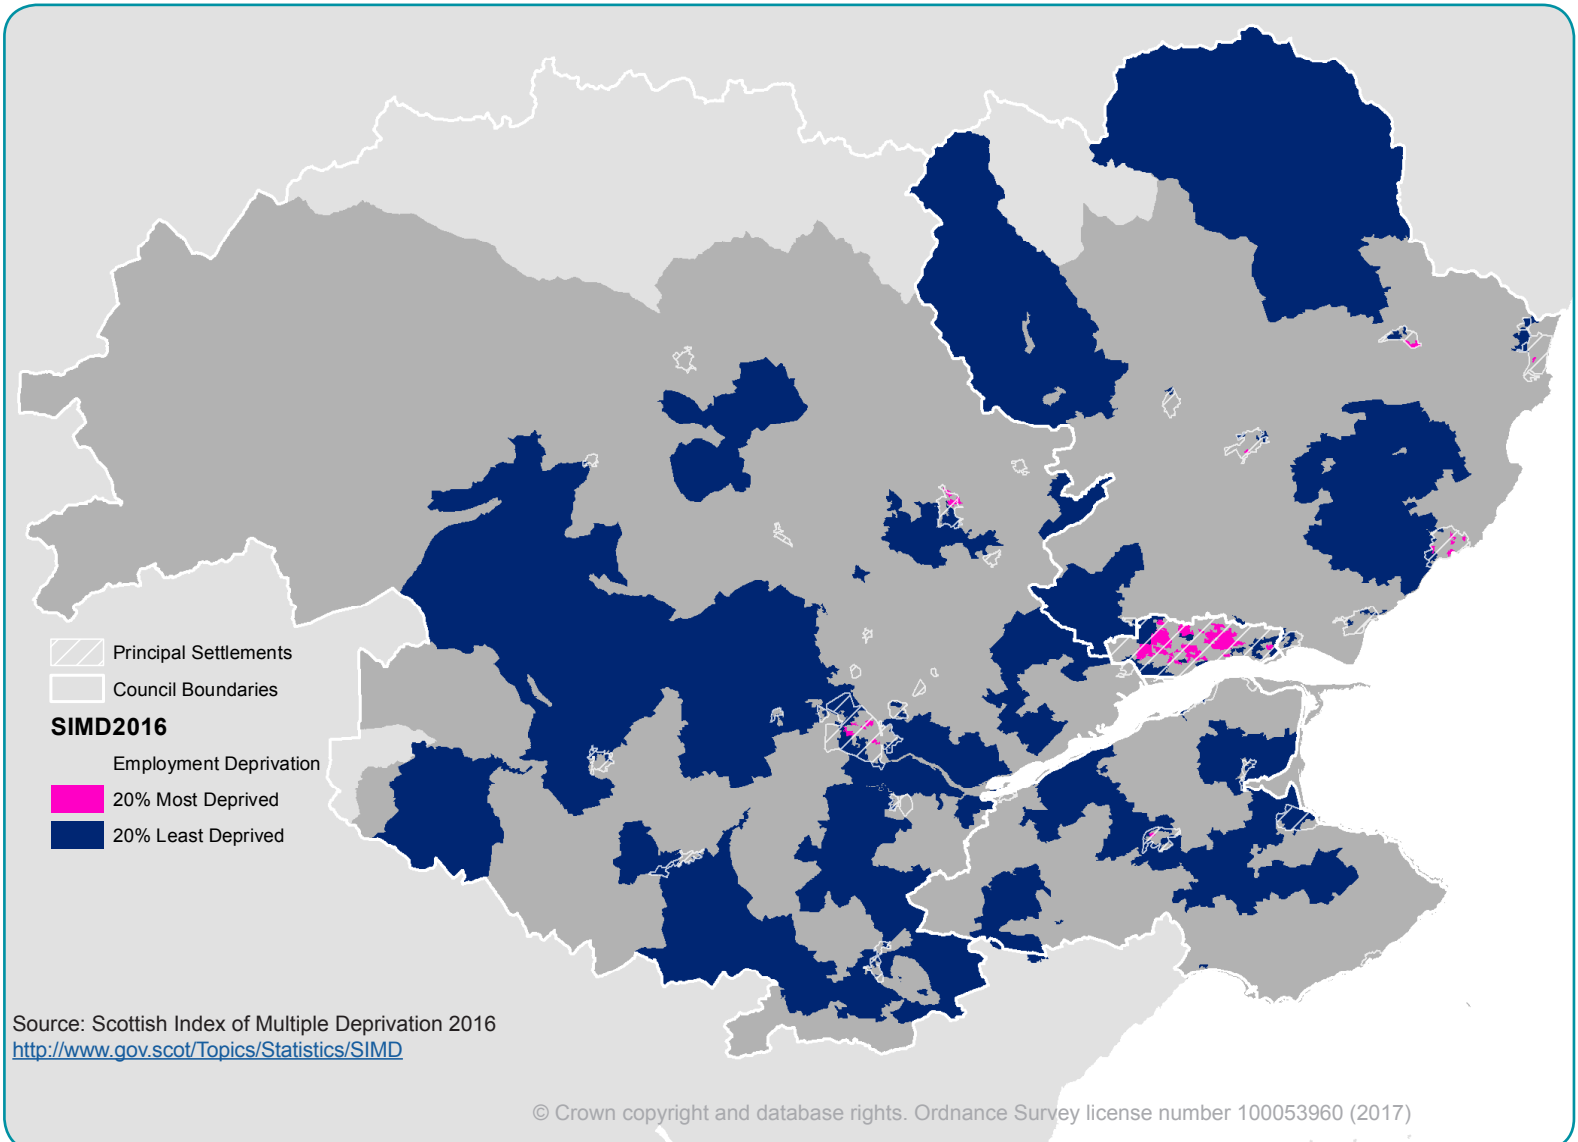 Principal Settlements
Council Boundaries
SIMD2016
Employment Deprivation
20% Most Deprived
20% Least Deprived
Source: Scottish Index of Multiple Deprivation 2016
http://www.gov.scot/Topics/Statistics/SIMD
© Crown copyright and database rights. Ordnance Survey license number 100053960 (2017)